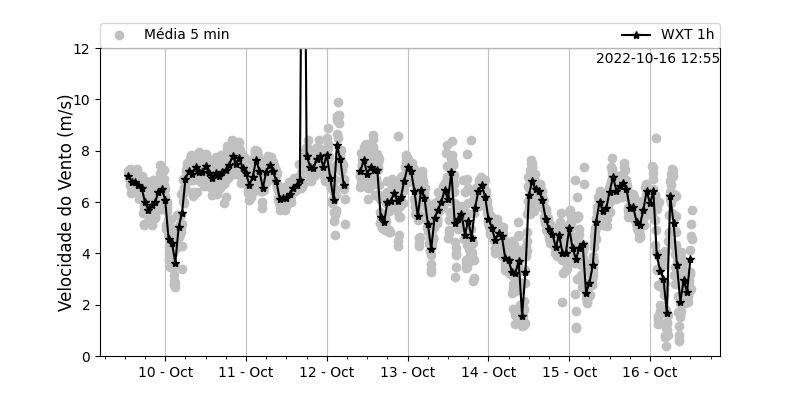 Média 5 min
WXT 1h
2022-10-16 12:55
Velocidade do Vento (m/s)
12
10
8
6
4
2
0
10 - Oct
11 - Oct
12 - Oct
13 - Oct
14 - Oct
15 - Oct
16 - Oct